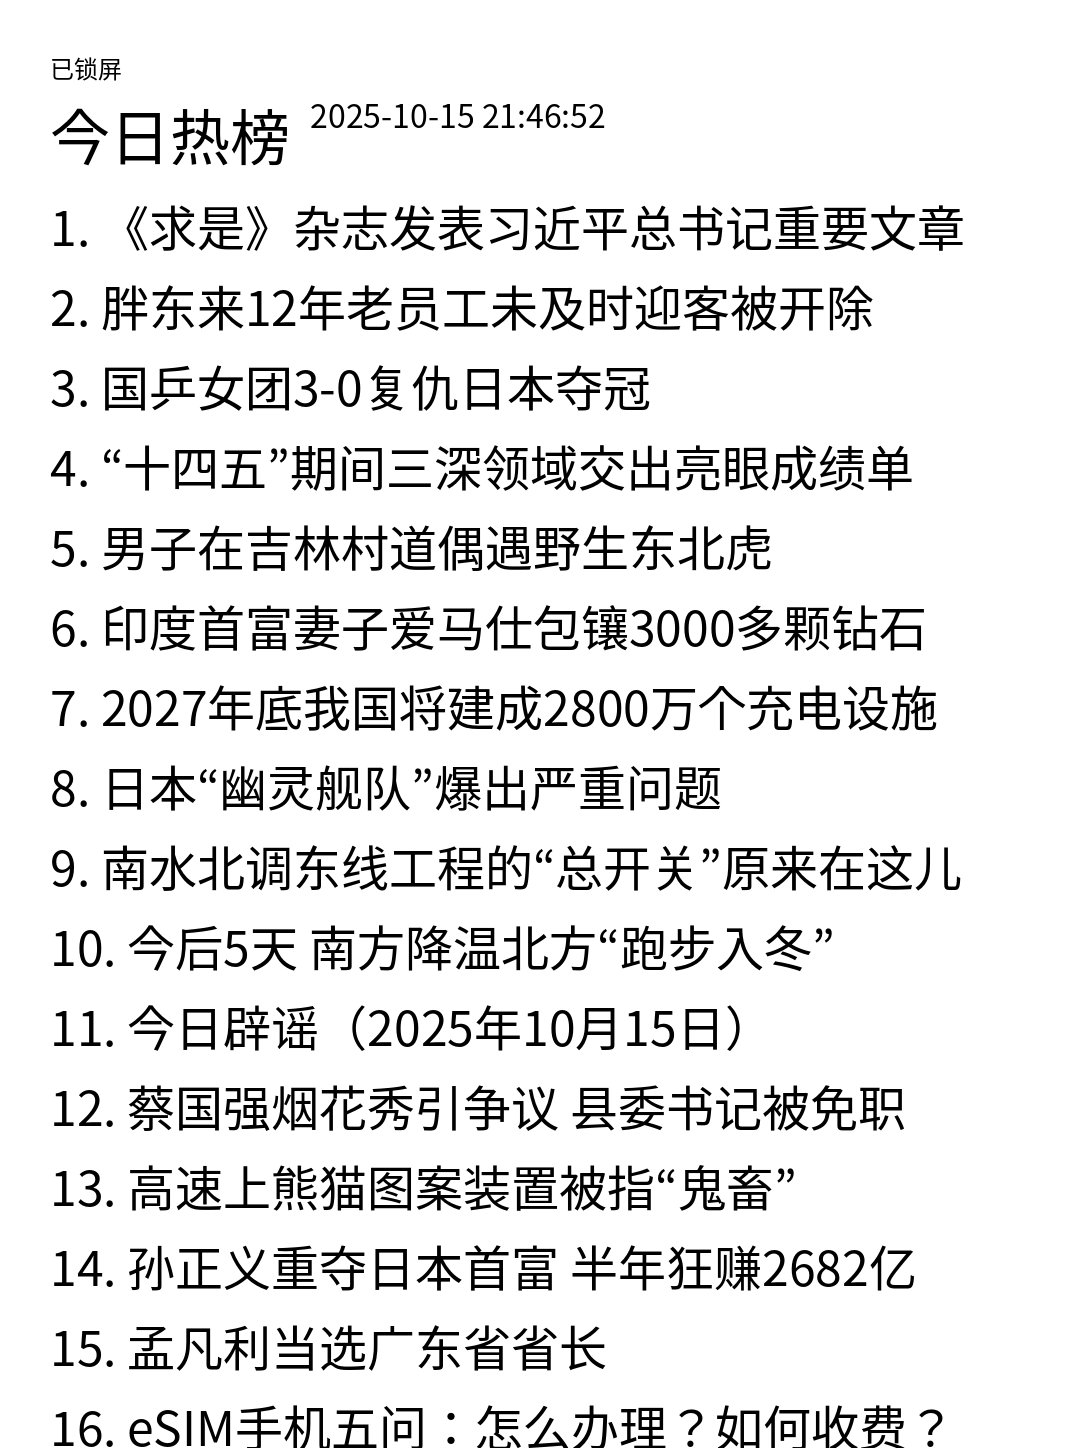 已锁屏
今日热榜 2025-10-15 21:46:52
1. 《求是》杂志发表习近平总书记重要文章
2. 胖东来12年老员工未及时迎客被开除
3. 国乒女团3-0复仇日本夺冠
4. “十四五”期间三深领域交出亮眼成绩单
5. 男子在吉林村道偶遇野生东北虎
6. 印度首富妻子爱马仕包镶3000多颗钻石
7. 2027年底我国将建成2800万个充电设施
8. 日本“幽灵舰队”爆出严重问题
9. 南水北调东线工程的“总开关”原来在这儿
10. 今后5天 南方降温北方“跑步入冬”
11. 今日辟谣（2025年10月15日）
12. 蔡国强烟花秀引争议 县委书记被免职
13. 高速上熊猫图案装置被指“鬼畜”
14. 孙正义重夺日本首富 半年狂赚2682亿
15. 孟凡利当选广东省省长
16. eSIM手机五问：怎么办理？如何收费？